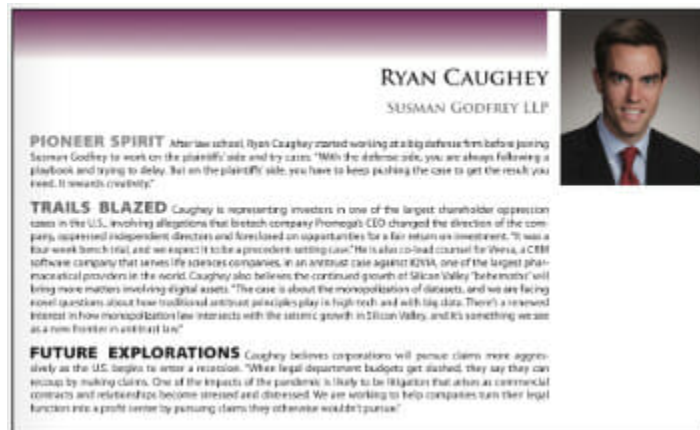 RYAN CAUGHEY
SUSMAN GODFREY LLP
PIONEER SPIRIT After law school, Ryan Caughey started working at a big defense firm before joining
Susman Godfrey to work on the plaintiffs' side and try cases. "With the defense side, you are always following a
playbook and trying to delay. But on the plaintiffs' side, you have to keep pushing the case to get the result you
need. It rewards creativity."
TRAILS BLAZED Caughey is representing investors in one of the largest shareholder oppression
cases in the U.S., involving allegations that biotech company Promega's CEO changed the direction of the com-
pany, oppressed independent directors and foreclosed on opportunities for a fair return on investment. "It was a
four-week bench trial, and we expect it to be a precedent-setting case." He is also co-lead counsel for Veeva, a CRM
software company that serves life sciences companies, in an antitrust case against IQVIA, one of the largest phar-
maceutical providers in the world. Caughey also believes the continued growth of Silicon Valley "behemoths" will
bring more matters involving digital assets. "The case is about the monopolization of datasets, and we are facing
novel questions about how traditional antitrust principles play in high-tech and with big data. There's a renewed
interest in how monopolization law intersects with the seismic growth in Silicon Valley, and it's something we see
as a new frontier in antitrust law."
FUTURE EXPLORATIONS Caughey believes corporations will pursue claims more aggres-
sively as the U.S. begins to enter a recession. "When legal department budgets get slashed, they say they can
recoup by making claims. One of the impacts of the pandemic is likely to be litigation that arises as commercial
contracts and relationships become stressed and distressed. We are working to help companies turn their legal
function into a profit center by pursuing claims they otherwise wouldn't pursue."